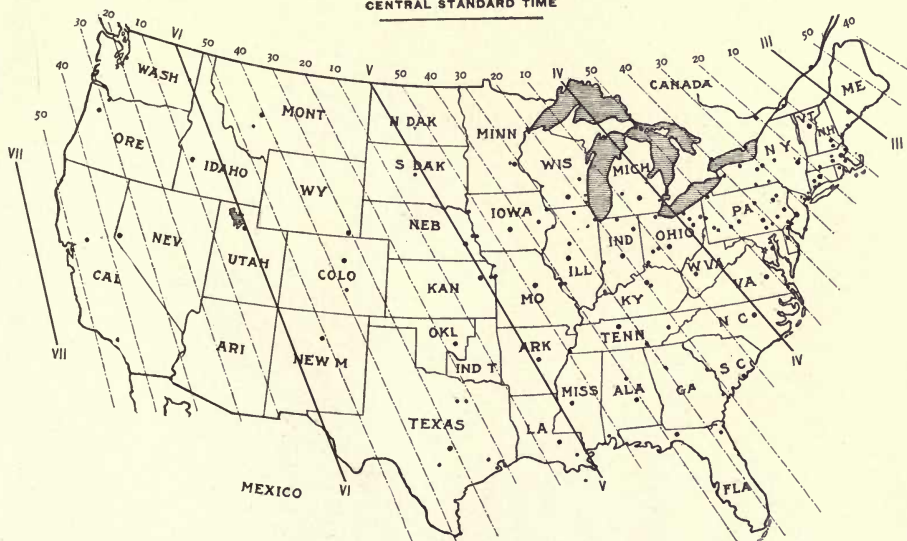 CENTRAL STANDARD TIME
30 20 10 VI 50 40 30 20 10 V 50 40 30 20 10 IV 50 40 30 20 10 III 50 40
40
50
VII
VII
III
WASH
MONT
N DAK
MINN
CANADA
ME
VT
NH
ORE
IDAHO
S DAK
WIS
MICH
N Y
WY
NEB
IOWA
PA
NEV
UTAH
COLO
KAN
ILL
IND
OHIO
W VA
VA
CAL
MO
KY
N C
ARI
NEW M
OKL
IND T.
ARK
TENN
S C
IV
TEXAS
LA
MISS
ALA
GA
MEXICO
VI
V
FLA